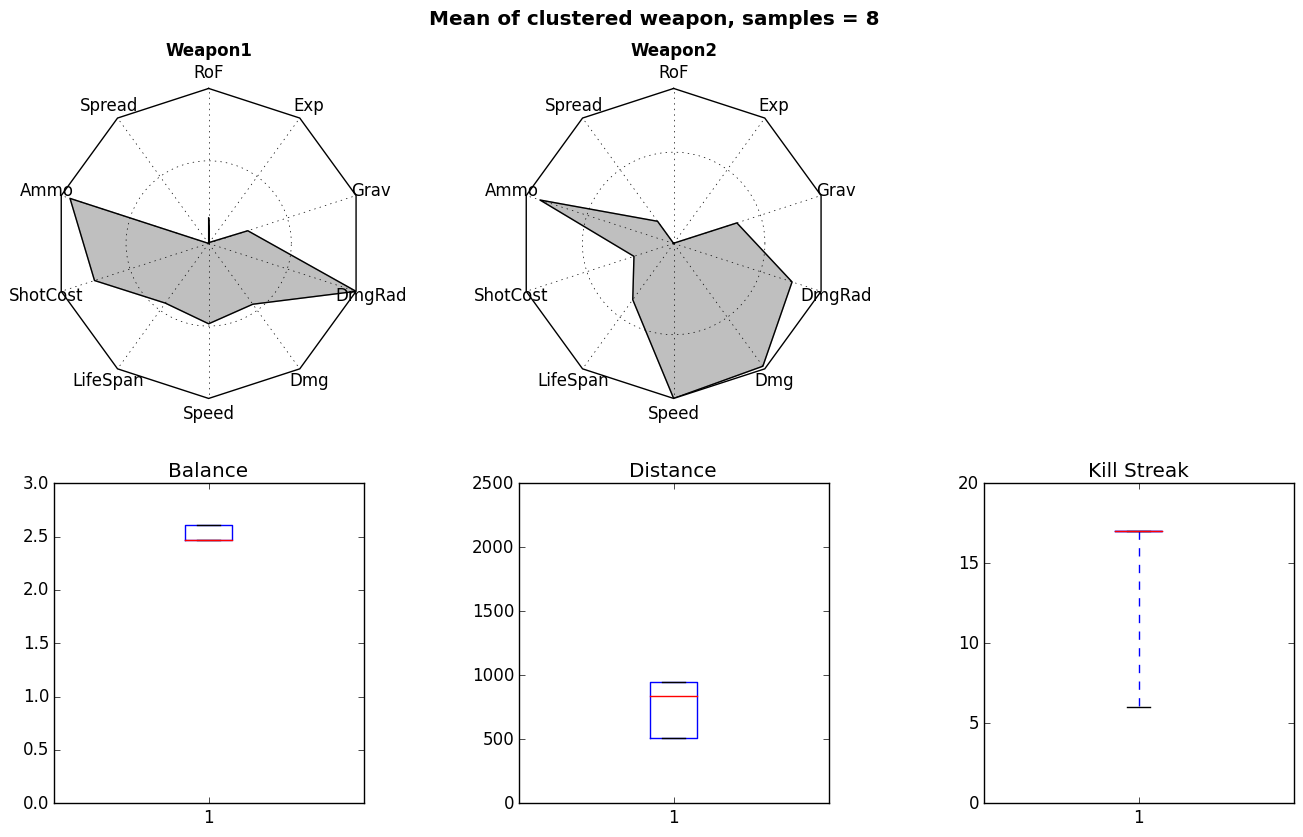 Mean of clustered weapon, samples = 8
Weapon1
RoF
Spread
Exp
Ammo
Grav
ShotCost
DmgRad
LifeSpan
Dmg
Speed
Weapon2
RoF
Spread
Exp
Ammo
Grav
ShotCost
DmgRad
LifeSpan
Dmg
Speed
Balance
3.0
2.5
2.0
1.5
1.0
0.5
0.0
1
Distance
2500
2000
1500
1000
500
0
1
Kill Streak
20
15
10
5
0
1